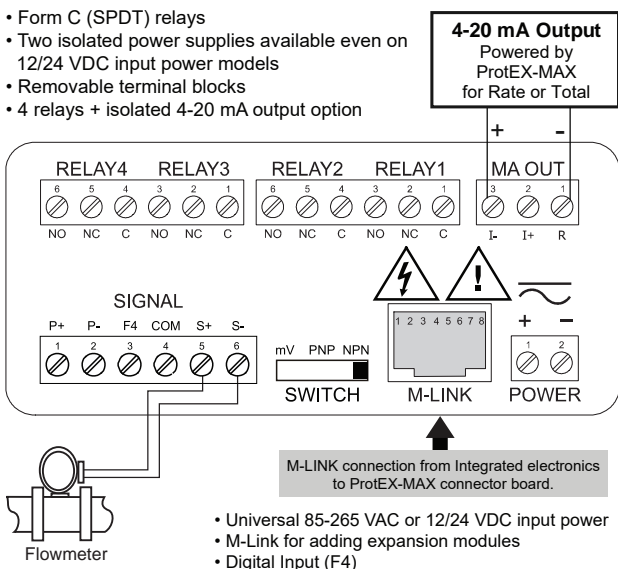 • Form C (SPDT) relays
• Two isolated power supplies available even on
12/24 VDC input power models
• Removable terminal blocks
• 4 relays + isolated 4-20 mA output option
4-20 mA Output
Powered by
ProtEX-MAX
for Rate or Total
+ -
RELAY4 RELAY3 RELAY2 RELAY1 MA OUT
6 5 4 3 2 1 6 5 4 3 2 1 3 2 1
NO NC C NO NC C NO NC C NO NC C I- I+ R
SIGNAL
P+ P- F4 COM S+ S-
1 2 3 4 5 6
mV PNP NPN
SWITCH
1 2 3 4 5 6 7 8
M-LINK
+ -
1 2
POWER
M-LINK connection from Integrated electronics
to ProtEX-MAX connector board.
Flowmeter
• Universal 85-265 VAC or 12/24 VDC input power
• M-Link for adding expansion modules
• Digital Input (F4)